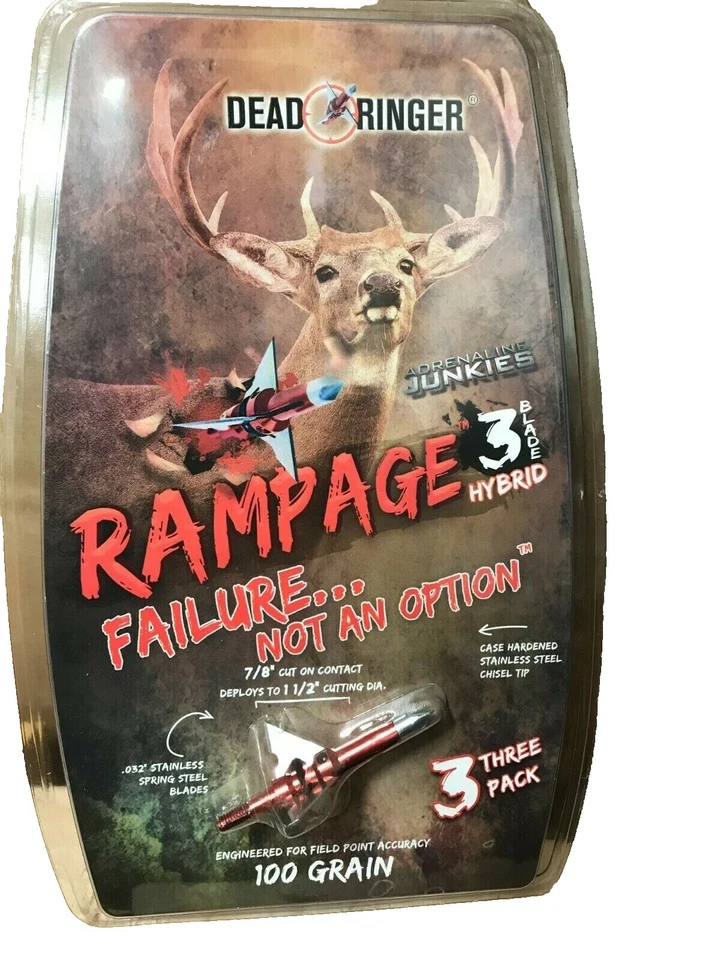 DEAD RINGER®
ADRENALINE
JUNKIES
RAMPAGE
3 BLADE
HYBRID
FAILURE...
NOT AN OPTION™
7/8" CUT ON CONTACT
DEPLOYS TO 1 1/2" CUTTING DIA.
CASE HARDENED
STAINLESS STEEL
CHISEL TIP
.032" STAINLESS
SPRING STEEL
BLADES
3 THREE
PACK
ENGINEERED FOR FIELD POINT ACCURACY
100 GRAIN